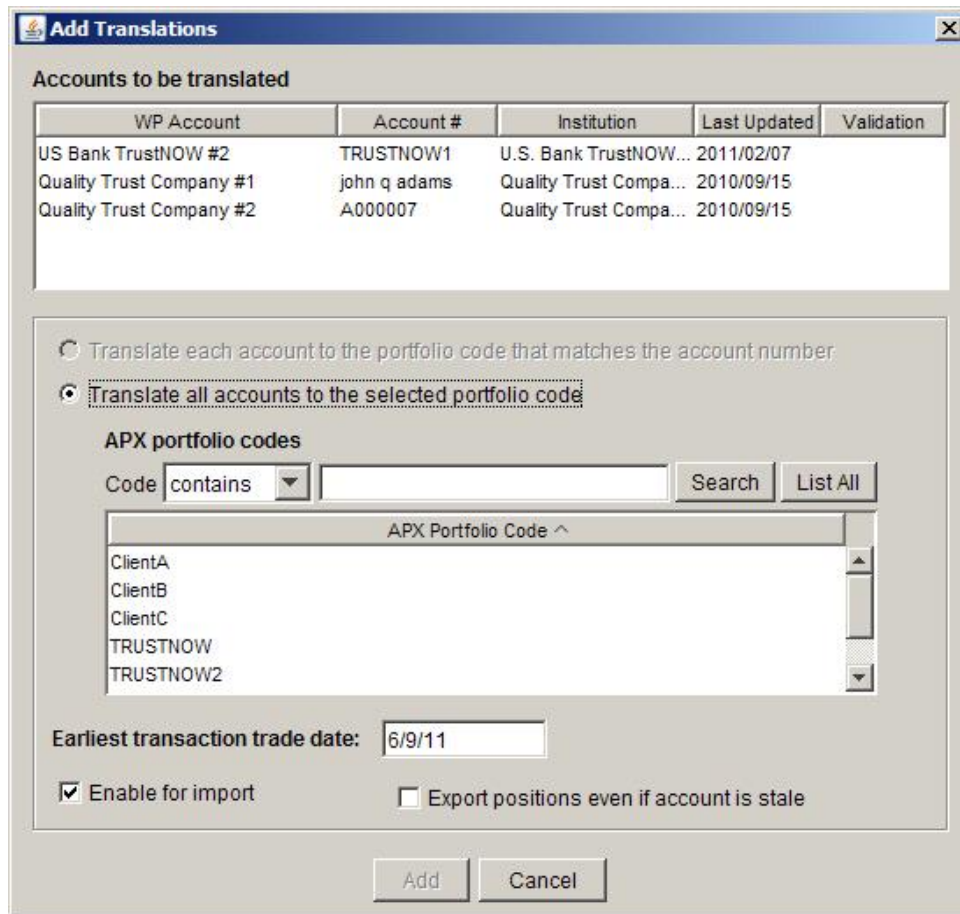 Add Translations
Accounts to be translated
WP Account Account # Institution Last Updated Validation
US Bank TrustNOW #2 TRUSTNOW1 U.S. Bank TrustNOW... 2011/02/07
Quality Trust Company #1 john q adams Quality Trust Compa... 2010/09/15
Quality Trust Company #2 A000007 Quality Trust Compa... 2010/09/15
Translate each account to the portfolio code that matches the account number
Translate all accounts to the selected portfolio code
APX portfolio codes
Code contains Search List All
APX Portfolio Code ^
ClientA
ClientB
ClientC
TRUSTNOW
TRUSTNOW2
Earliest transaction trade date: 6/9/11
Enable for import Export positions even if account is stale
Add Cancel